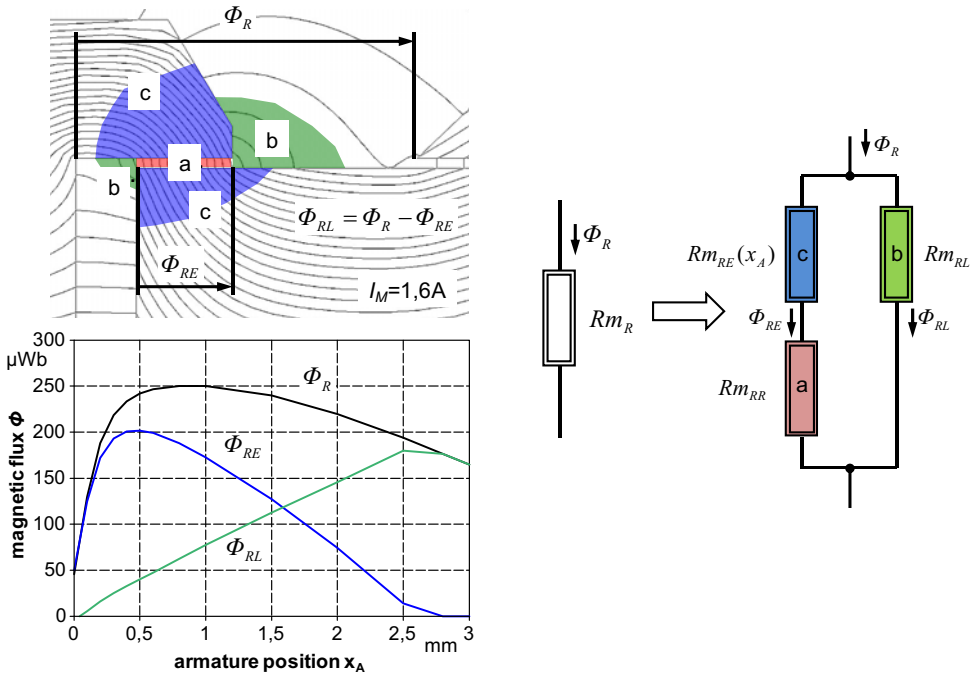 Φ_R
c
a
b
b
c
Φ_RL = Φ_R − Φ_RE
Φ_RE
I_M=1,6A
300
µWb
250
200
150
100
50
0
magnetic flux Φ
Φ_R
Φ_RE
Φ_RL
0 0,5 1 1,5 2 2,5 3
mm
armature position x_A
Φ_R
Rm_R
Φ_R
Rm_RE(x_A)
c
b
Rm_RL
Φ_RE
Φ_RL
Rm_RR
a